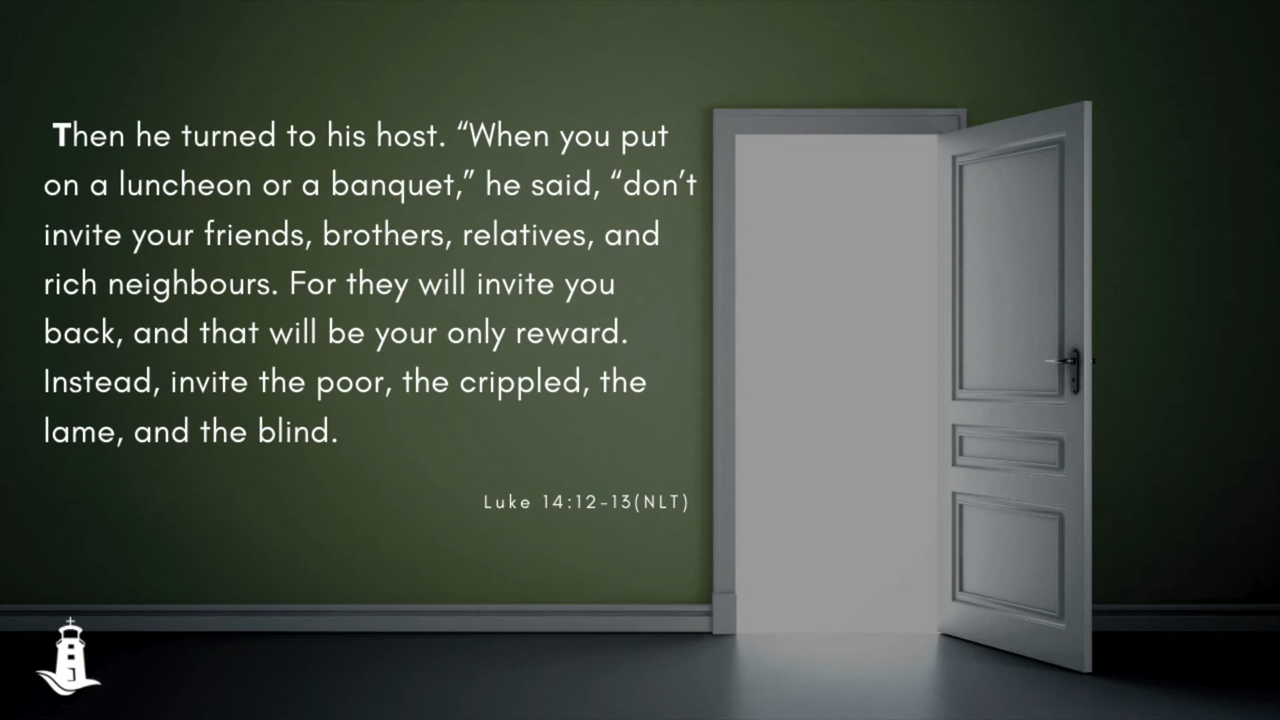 Then he turned to his host. “When you put
on a luncheon or a banquet,” he said, “don’t
invite your friends, brothers, relatives, and
rich neighbours. For they will invite you
back, and that will be your only reward.
Instead, invite the poor, the crippled, the
lame, and the blind.
Luke 14:12-13(NLT)